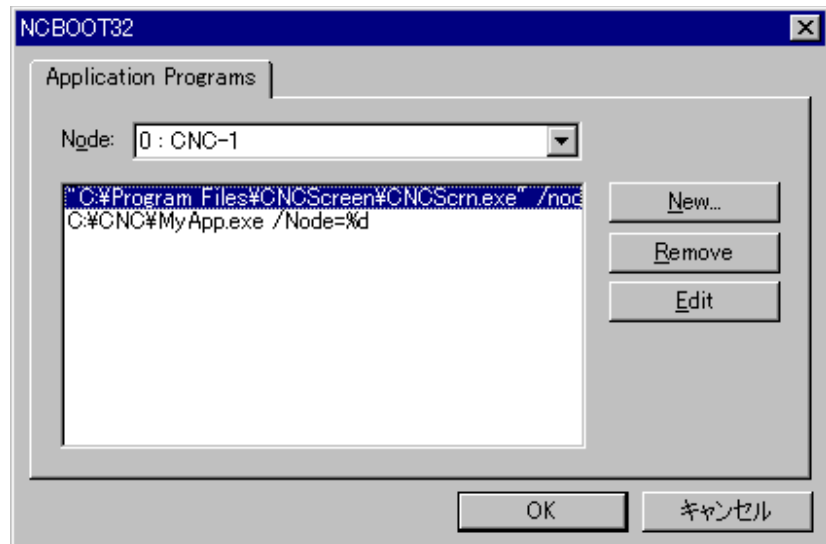 NCBOOT32
Application Programs
Node: 0 : CNC-1
"C:¥Program Files¥CNCScreen¥CNCScrn.exe" /nod
C:¥CNC¥MyApp.exe /Node=%d
New...
Remove
Edit
OK
キャンセル